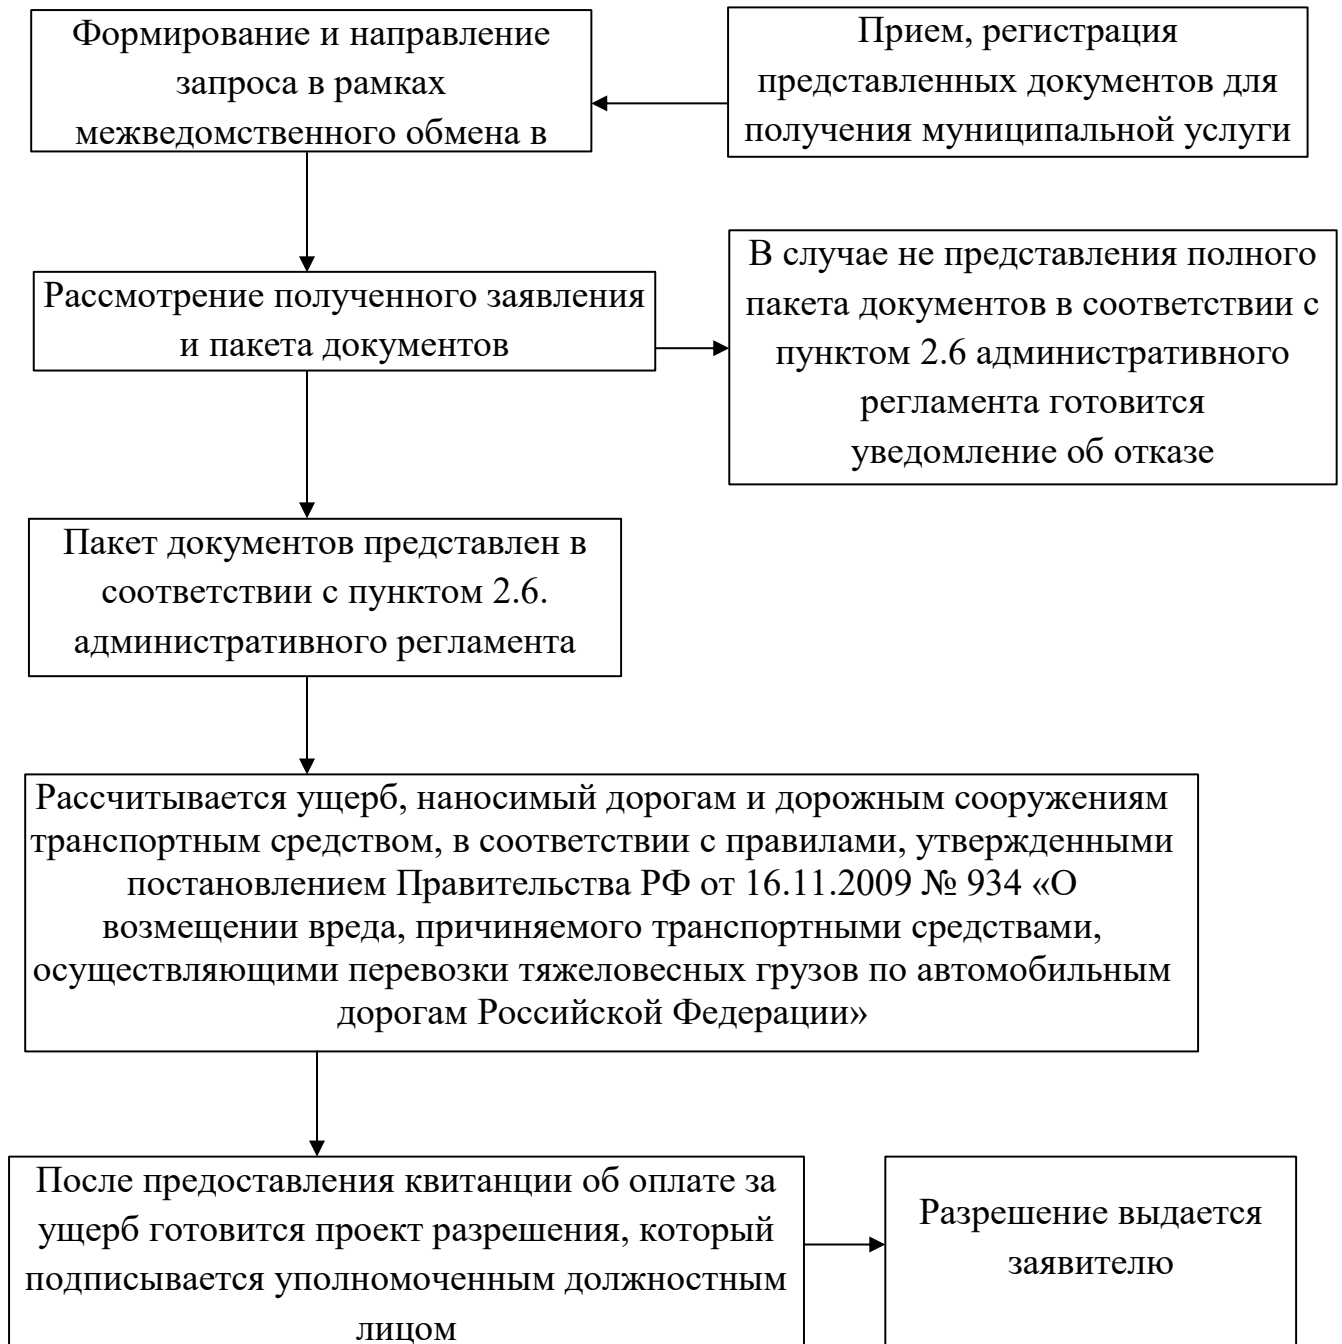 Формирование и направление
запроса в рамках
межведомственного обмена в
Прием, регистрация
представленных документов для
получения муниципальной услуги
Рассмотрение полученного заявления
и пакета документов
В случае не представления полного
пакета документов в соответствии с
пунктом 2.6 административного
регламента готовится
уведомление об отказе
Пакет документов представлен в
соответствии с пунктом 2.6.
административного регламента
Рассчитывается ущерб, наносимый дорогам и дорожным сооружениям
транспортным средством, в соответствии с правилами, утвержденными
постановлением Правительства РФ от 16.11.2009 № 934 «О
возмещении вреда, причиняемого транспортными средствами,
осуществляющими перевозки тяжеловесных грузов по автомобильным
дорогам Российской Федерации»
После предоставления квитанции об оплате за
ущерб готовится проект разрешения, который
подписывается уполномоченным должностным
лицом
Разрешение выдается
заявителю